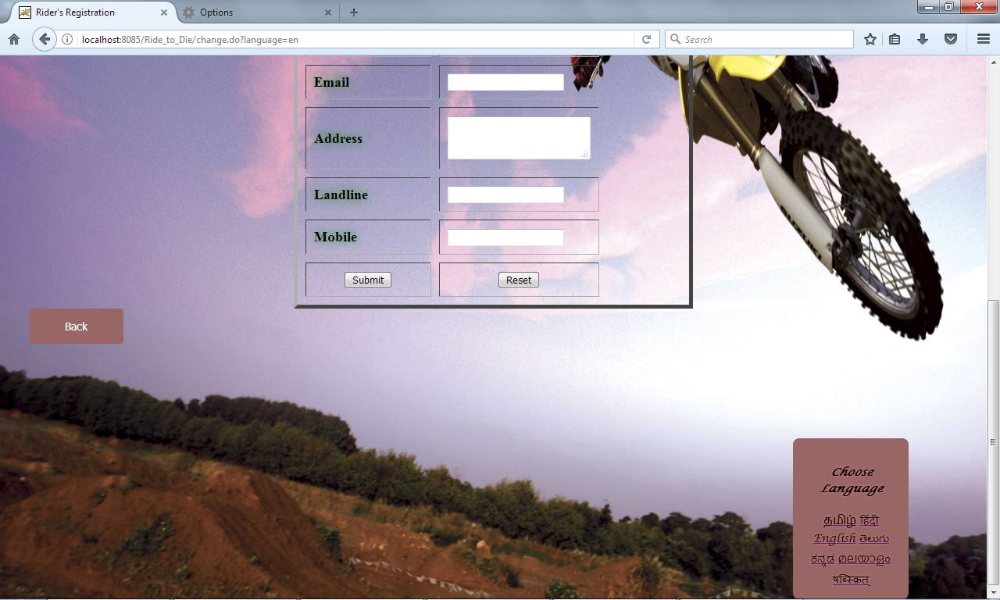 Rider's Registration
Options
localhost:8085/Ride_to_Die/change.do?language=en
Search
Email
Address
Landline
Mobile
Submit Reset
SUZUKI
Back
Choose
Language
தமிழ் हिंदी
English తెలుగు
ಕನ್ನಡ മലയാളം